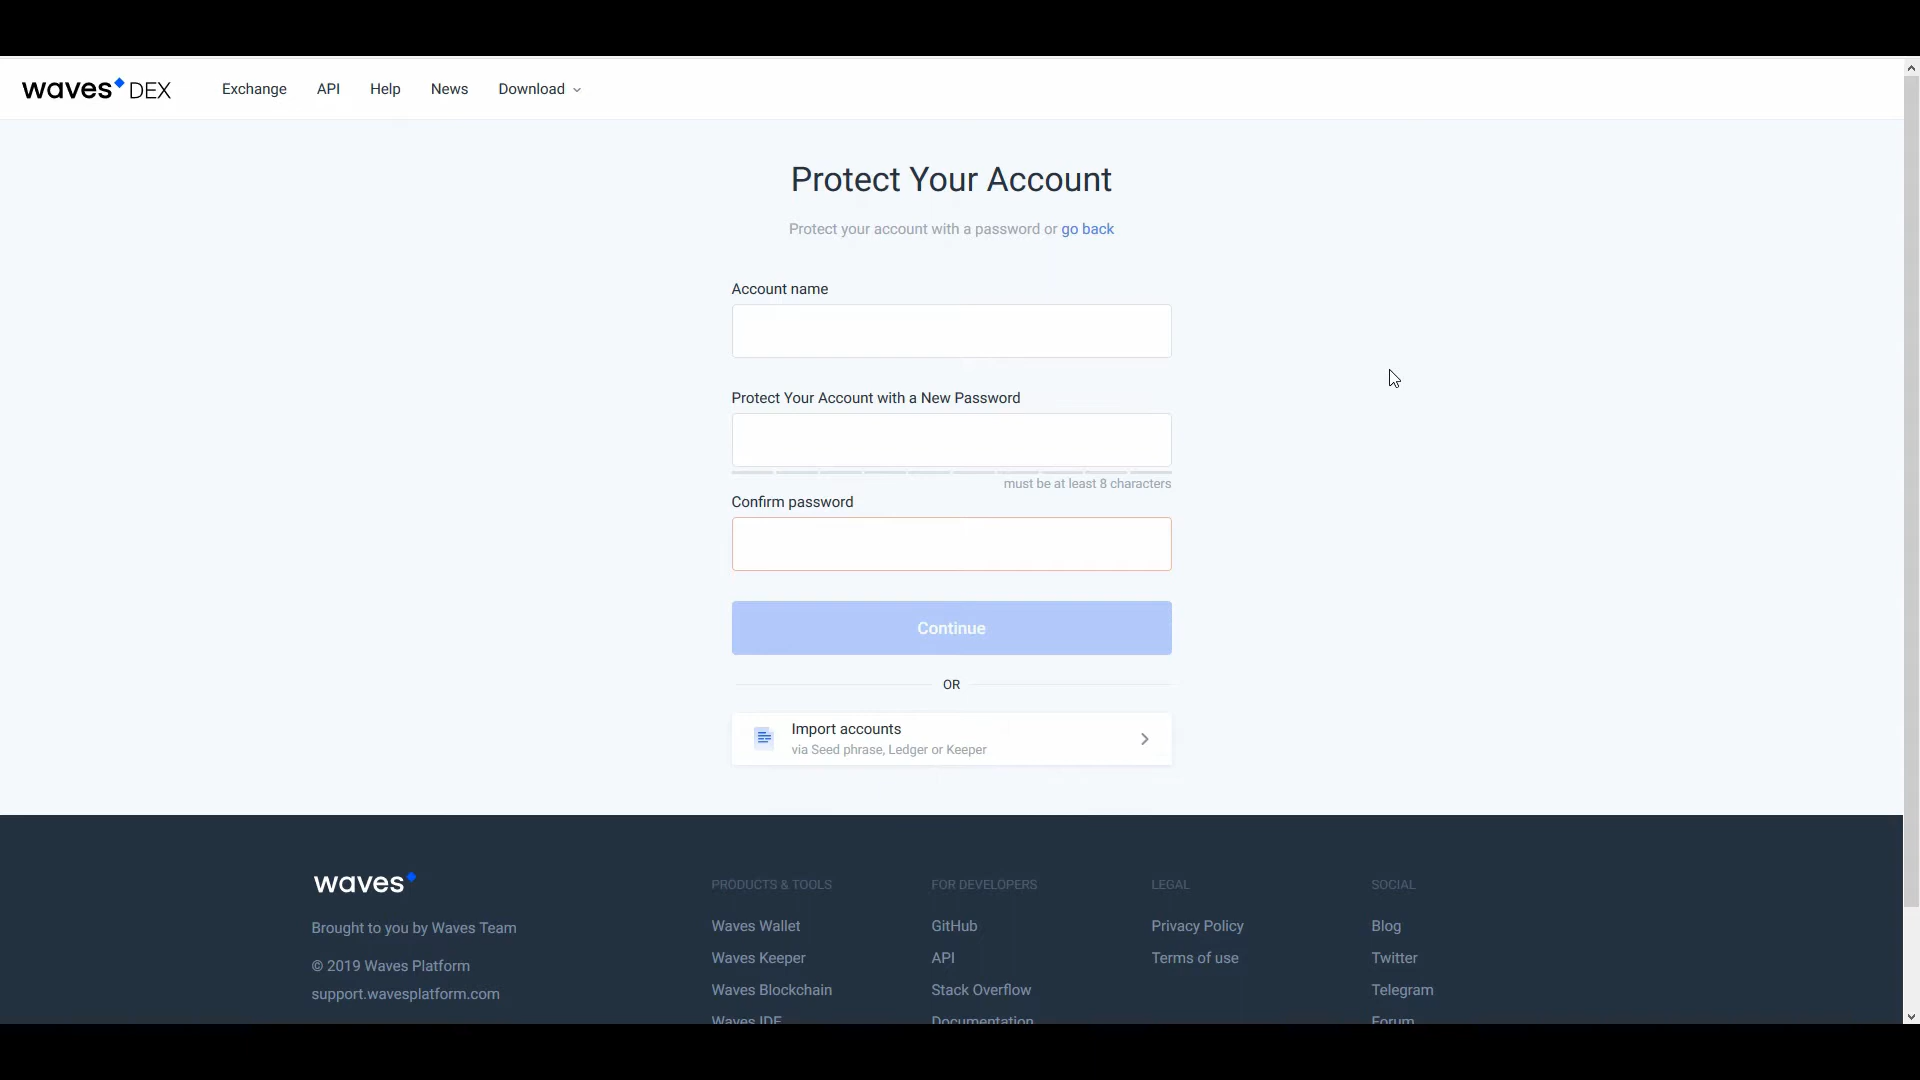 waves DEX
Exchange API Help News Download
Protect Your Account
Protect your account with a password or go back
Account name
Protect Your Account with a New Password
must be at least 8 characters
Confirm password
Continue
OR
Import accounts
via Seed phrase, Ledger or Keeper
waves
Brought to you by Waves Team
© 2019 Waves Platform
support.wavesplatform.com
PRODUCTS & TOOLS
Waves Wallet
Waves Keeper
Waves Blockchain
Waves IDE
FOR DEVELOPERS
GitHub
API
Stack Overflow
Documentation
LEGAL
Privacy Policy
Terms of use
SOCIAL
Blog
Twitter
Telegram
Forum